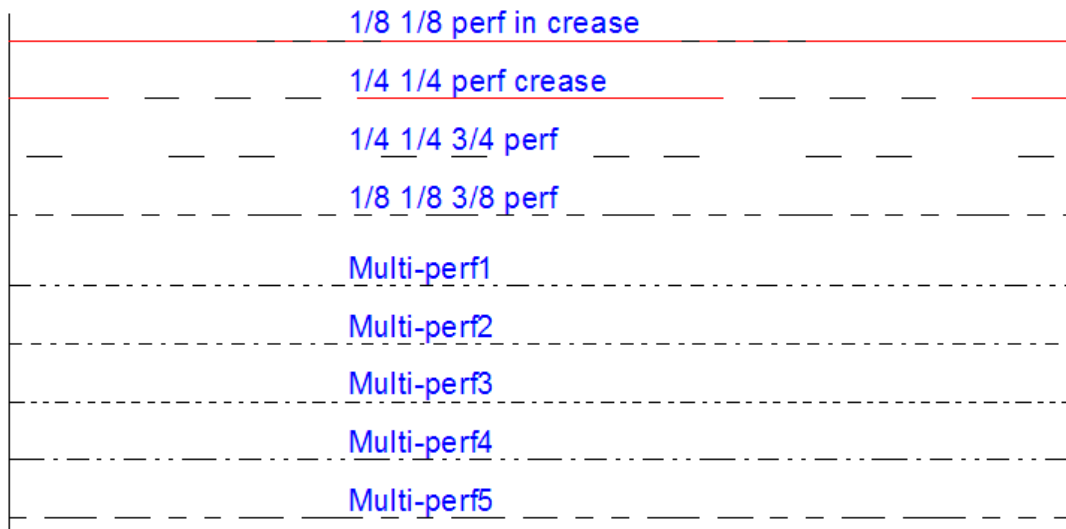 1/8 1/8 perf in crease
1/4 1/4 perf crease
1/4 1/4 3/4 perf
1/8 1/8 3/8 perf
Multi-perf1
Multi-perf2
Multi-perf3
Multi-perf4
Multi-perf5